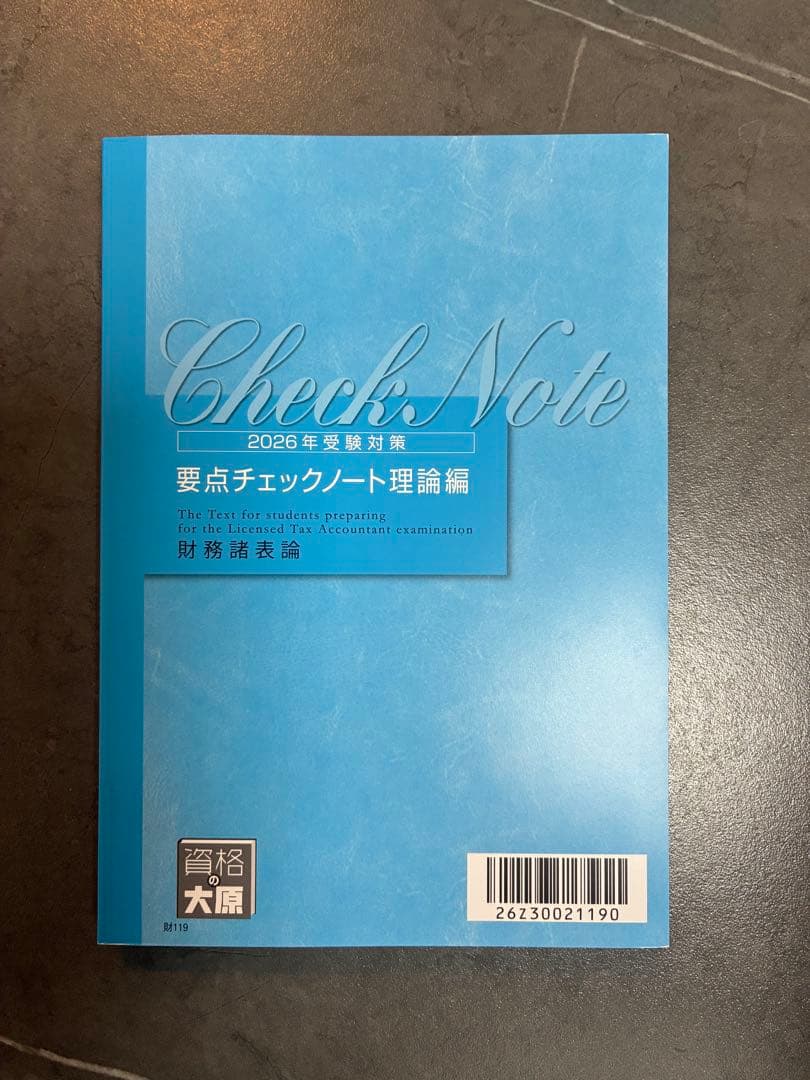 Check Note
2026年受験対策
要点チェックノート理論編
The Text for students preparing
for the Licensed Tax Accountant examination
財務諸表論
資格
の
大原
財119
26Z30021190